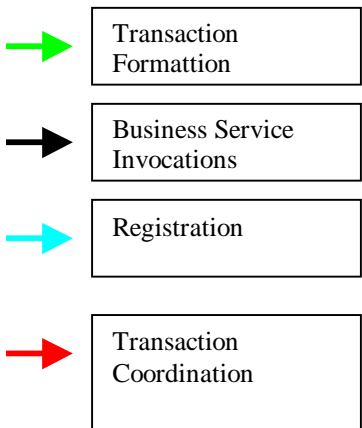 Transaction
Formattion
Business Service
Invocations
Registration
Transaction
Coordination